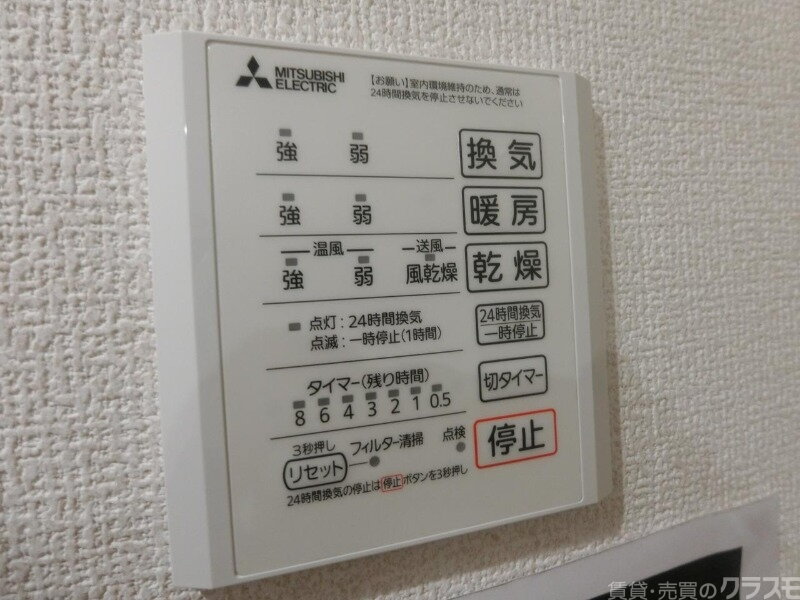 MITSUBISHI
ELECTRIC
【お願い】室内環境維持のため、通常は
24時間換気を停止させないでください
強 弱 換気
強 弱 暖房
温風 送風
強 弱 風乾燥 乾燥
点灯：24時間換気
点滅：一時停止(1時間)
24時間換気
一時停止
タイマー(残り時間)
8 6 4 3 2 1 0.5
切タイマー
3秒押し
リセット フィルター清掃 点検
停止
24時間換気の停止は停止ボタンを3秒押し
賃貸・売買のクラスモ